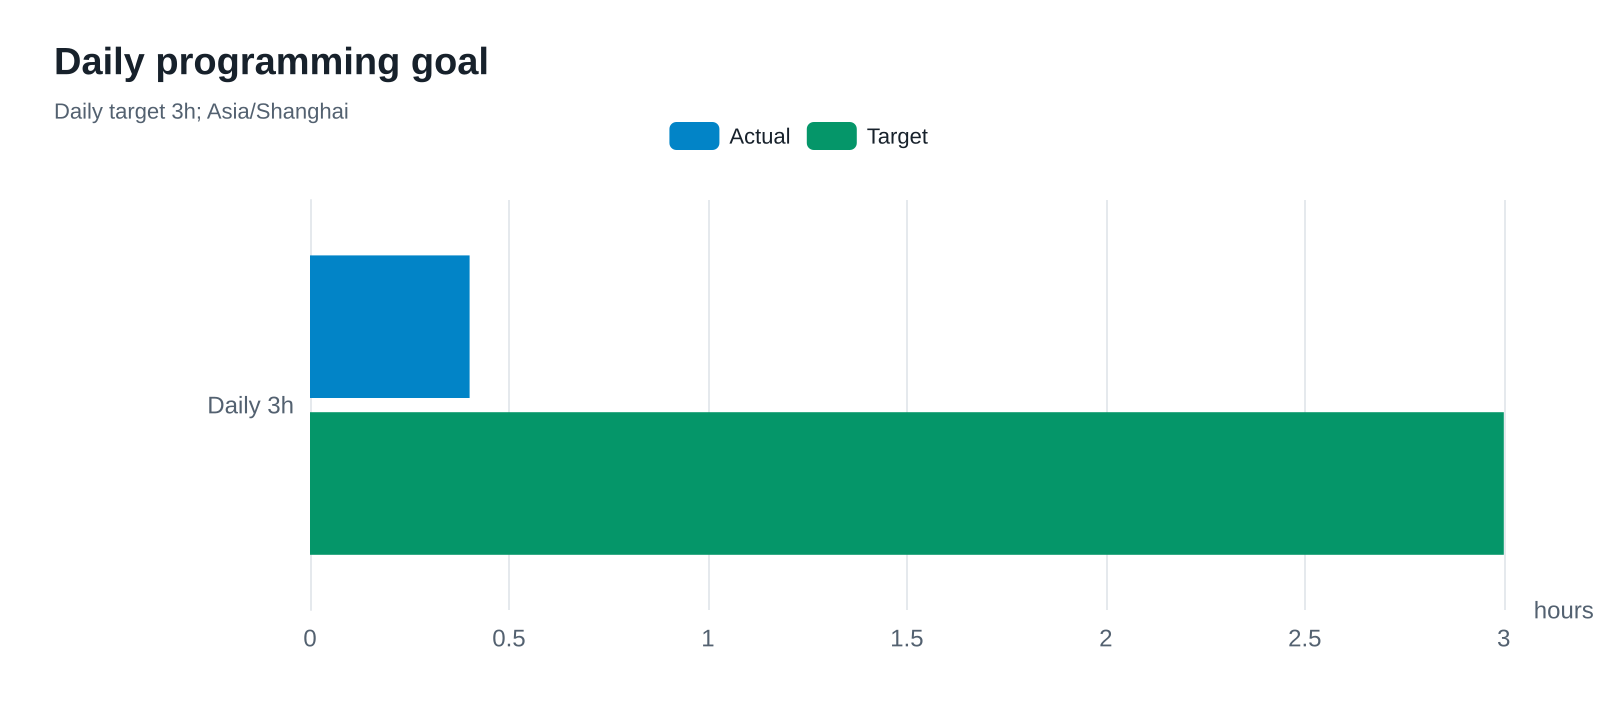 Daily programming goal
Daily target 3h; Asia/Shanghai
Actual Target
Daily 3h
hours
0 0.5 1 1.5 2 2.5 3